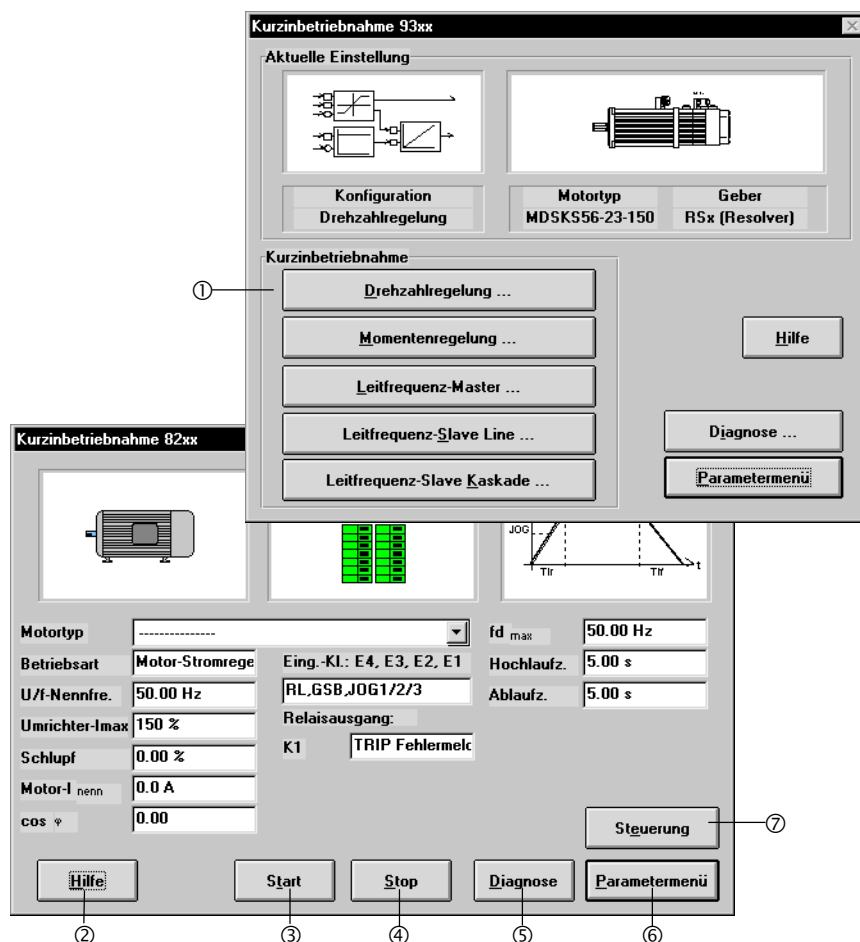 Kurzinbetriebnahme 93xx
Aktuelle Einstellung
Konfiguration
Drehzahlregelung
Motortyp Geber
MDSKS56-23-150 RSx (Resolver)
Kurzinbetriebnahme
① Drehzahlregelung ...
Momentenregelung ...
Hilfe
Leitfrequenz-Master ...
Leitfrequenz-Slave Line ...
Leitfrequenz-Slave Kaskade ...
Diagnose ...
Parametermenü
Kurzinbetriebnahme 82xx
JOG
Tir Tif t
Motortyp ---------------
Betriebsart Motor-Stromrege
U/f-Nennfre. 50.00 Hz
Umrichter-Imax 150 %
Schlupf 0.00 %
Motor-I nenn 0.0 A
cos φ 0.00
Eing.-Kl.: E4, E3, E2, E1
RL,GSB,JOG1/2/3
Relaisausgang:
K1 TRIP Fehlermelc
fd max 50.00 Hz
Hochlaufz. 5.00 s
Ablaufz. 5.00 s
Steuerung ⑦
Hilfe Start Stop Diagnose Parametermenü
② ③ ④ ⑤ ⑥